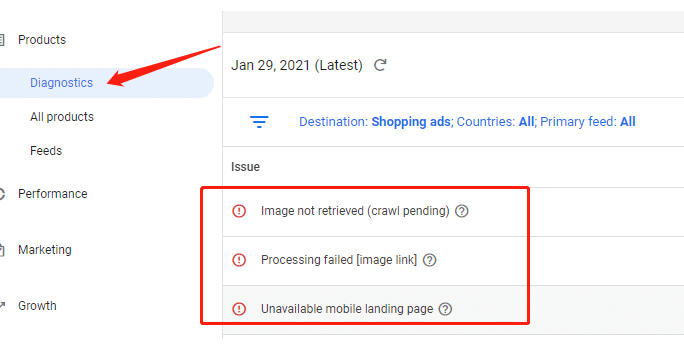 Products
Diagnostics
All products
Feeds
Performance
Marketing
Growth
Jan 29, 2021 (Latest)
Destination: Shopping ads; Countries: All; Primary feed: All
Issue
Image not retrieved (crawl pending)
Processing failed [image link]
Unavailable mobile landing page